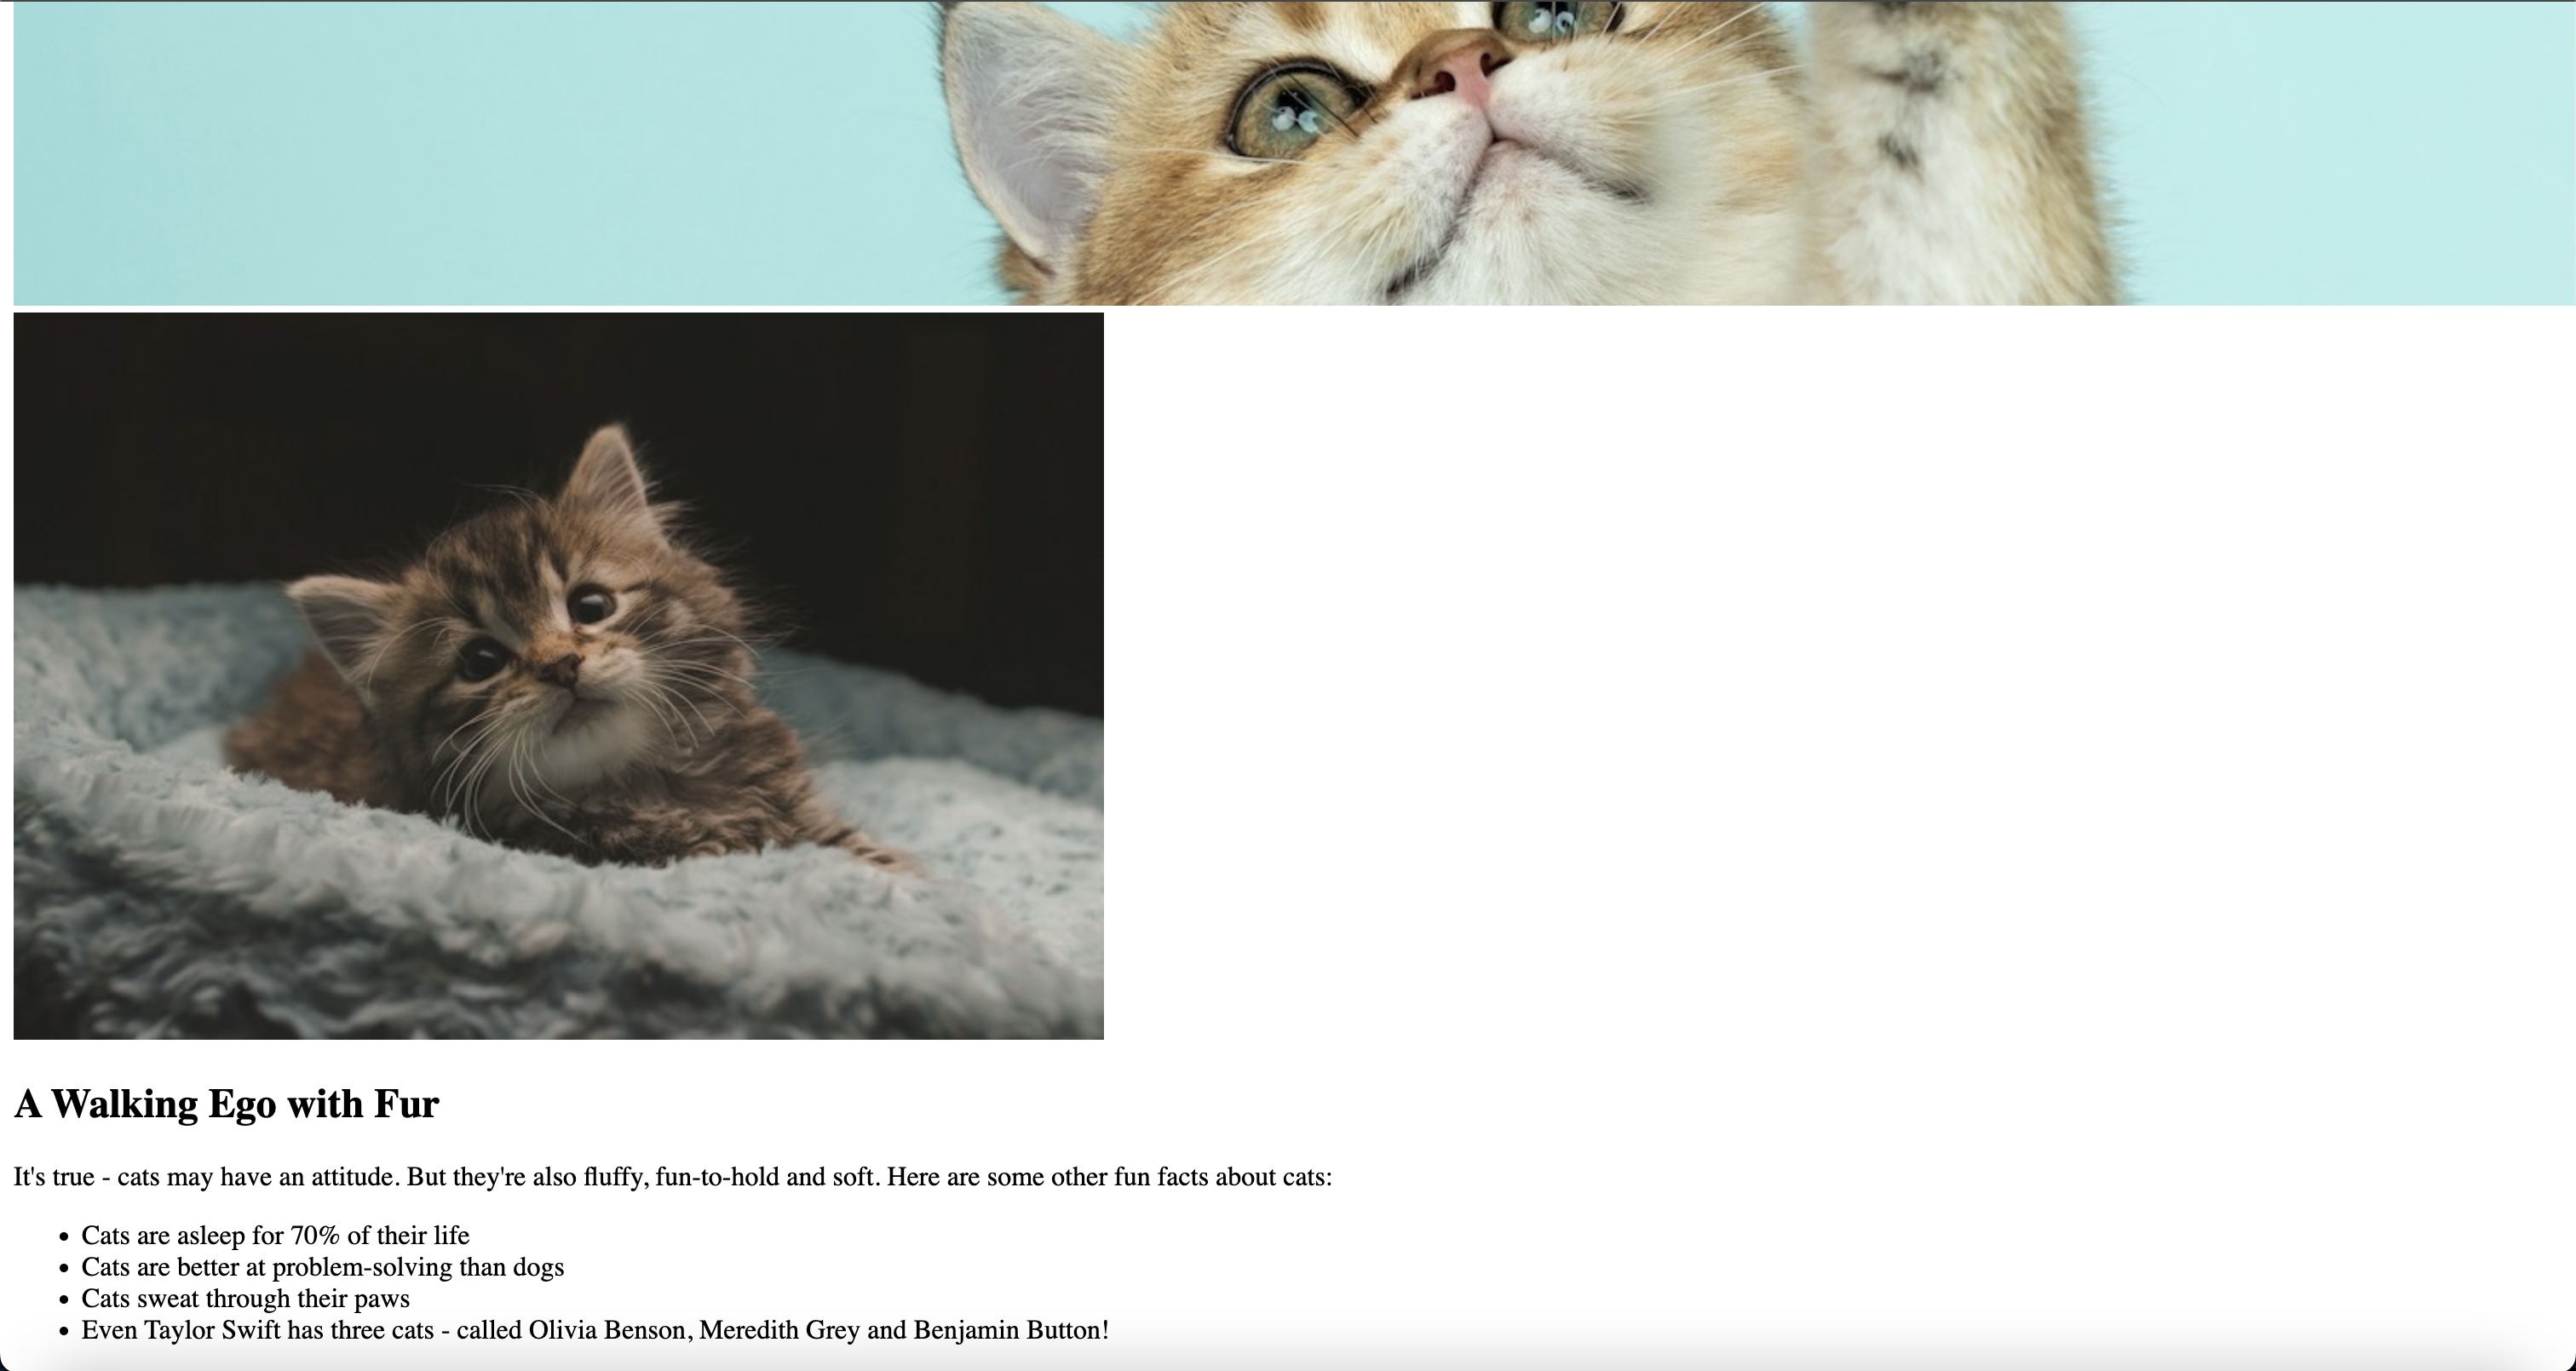 A Walking Ego with Fur
It's true - cats may have an attitude. But they're also fluffy, fun-to-hold and soft. Here are some other fun facts about cats:
• Cats are asleep for 70% of their life
• Cats are better at problem-solving than dogs
• Cats sweat through their paws
• Even Taylor Swift has three cats - called Olivia Benson, Meredith Grey and Benjamin Button!